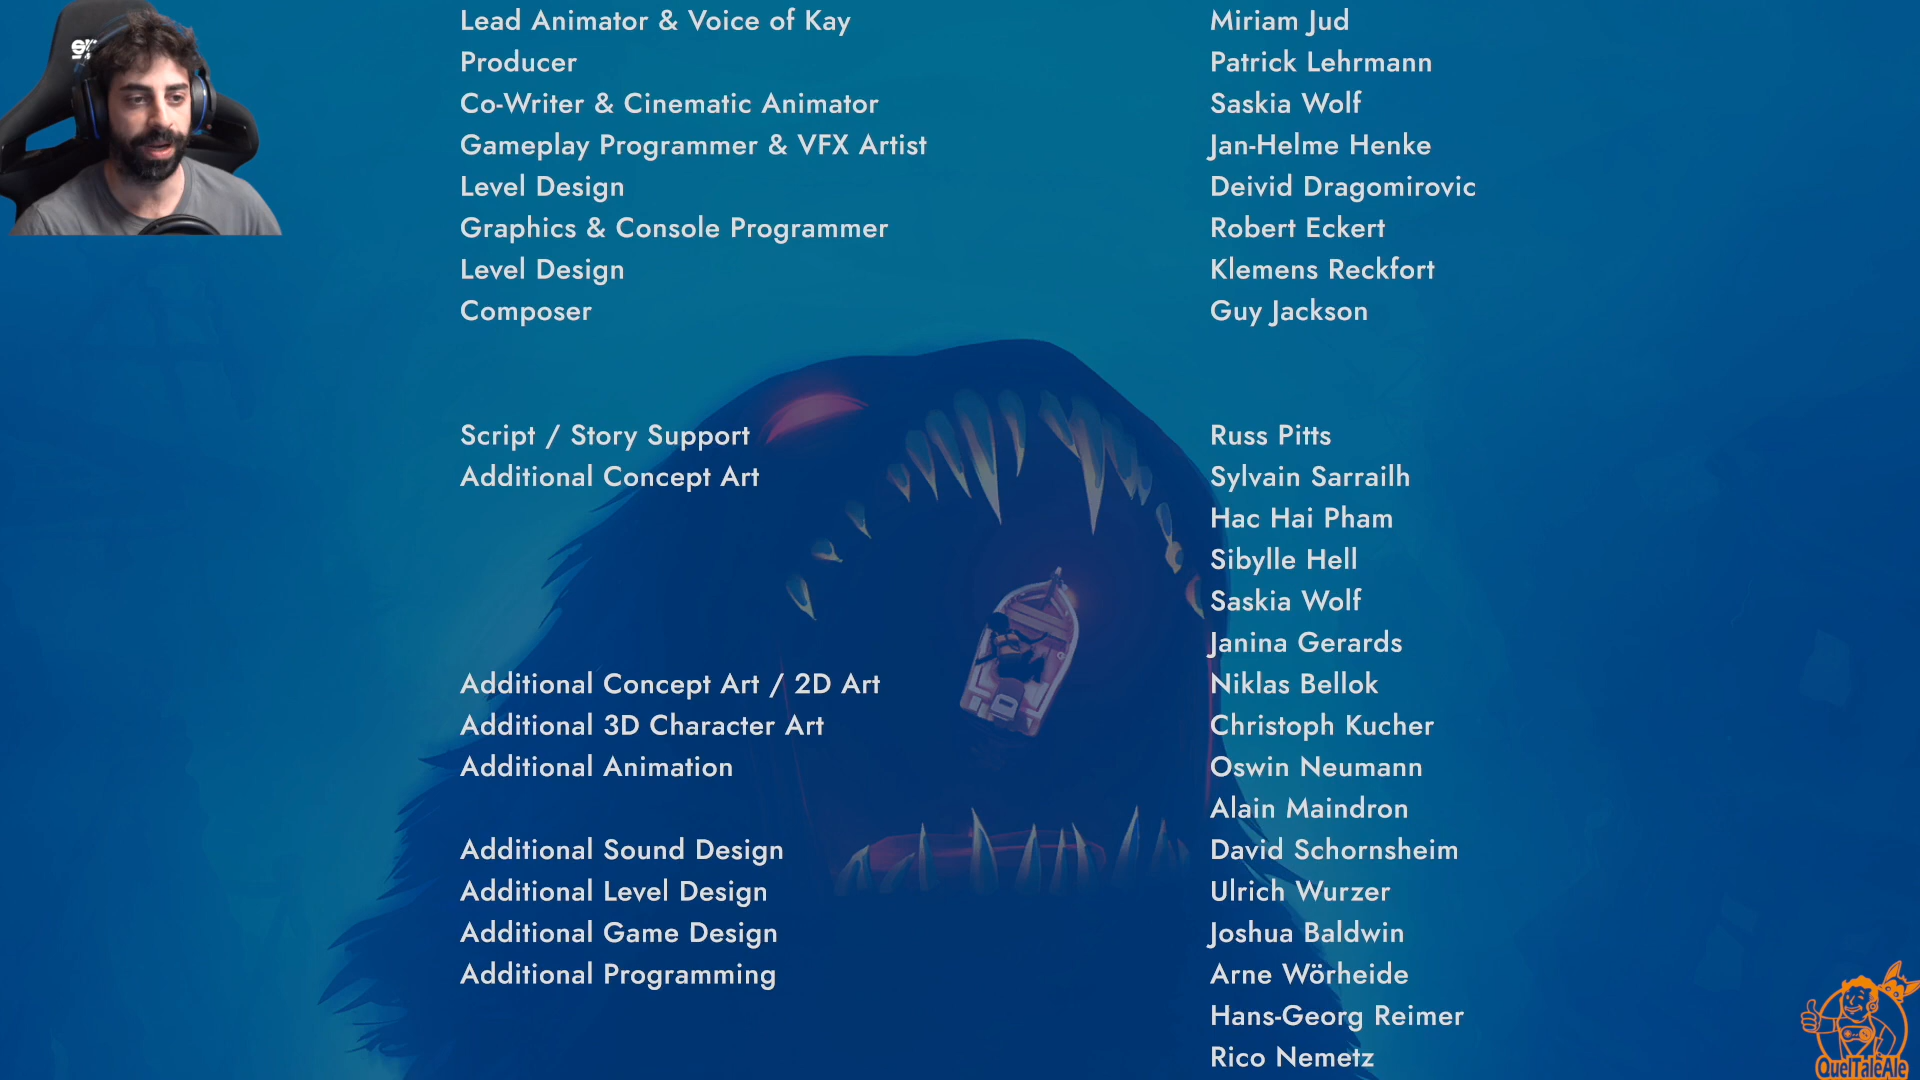 Lead Animator & Voice of Kay Miriam Jud
Producer Patrick Lehrmann
Co-Writer & Cinematic Animator Saskia Wolf
Gameplay Programmer & VFX Artist Jan-Helme Henke
Level Design Deivid Dragomirovic
Graphics & Console Programmer Robert Eckert
Level Design Klemens Reckfort
Composer Guy Jackson
Script / Story Support Russ Pitts
Additional Concept Art Sylvain Sarrailh
Hac Hai Pham
Sibylle Hell
Saskia Wolf
Janina Gerards
Additional Concept Art / 2D Art Niklas Bellok
Additional 3D Character Art Christoph Kucher
Additional Animation Oswin Neumann
Alain Maindron
Additional Sound Design David Schornsheim
Additional Level Design Ulrich Wurzer
Additional Game Design Joshua Baldwin
Additional Programming Arne Wörheide
Hans-Georg Reimer
Rico Nemetz
QuelTaleAle